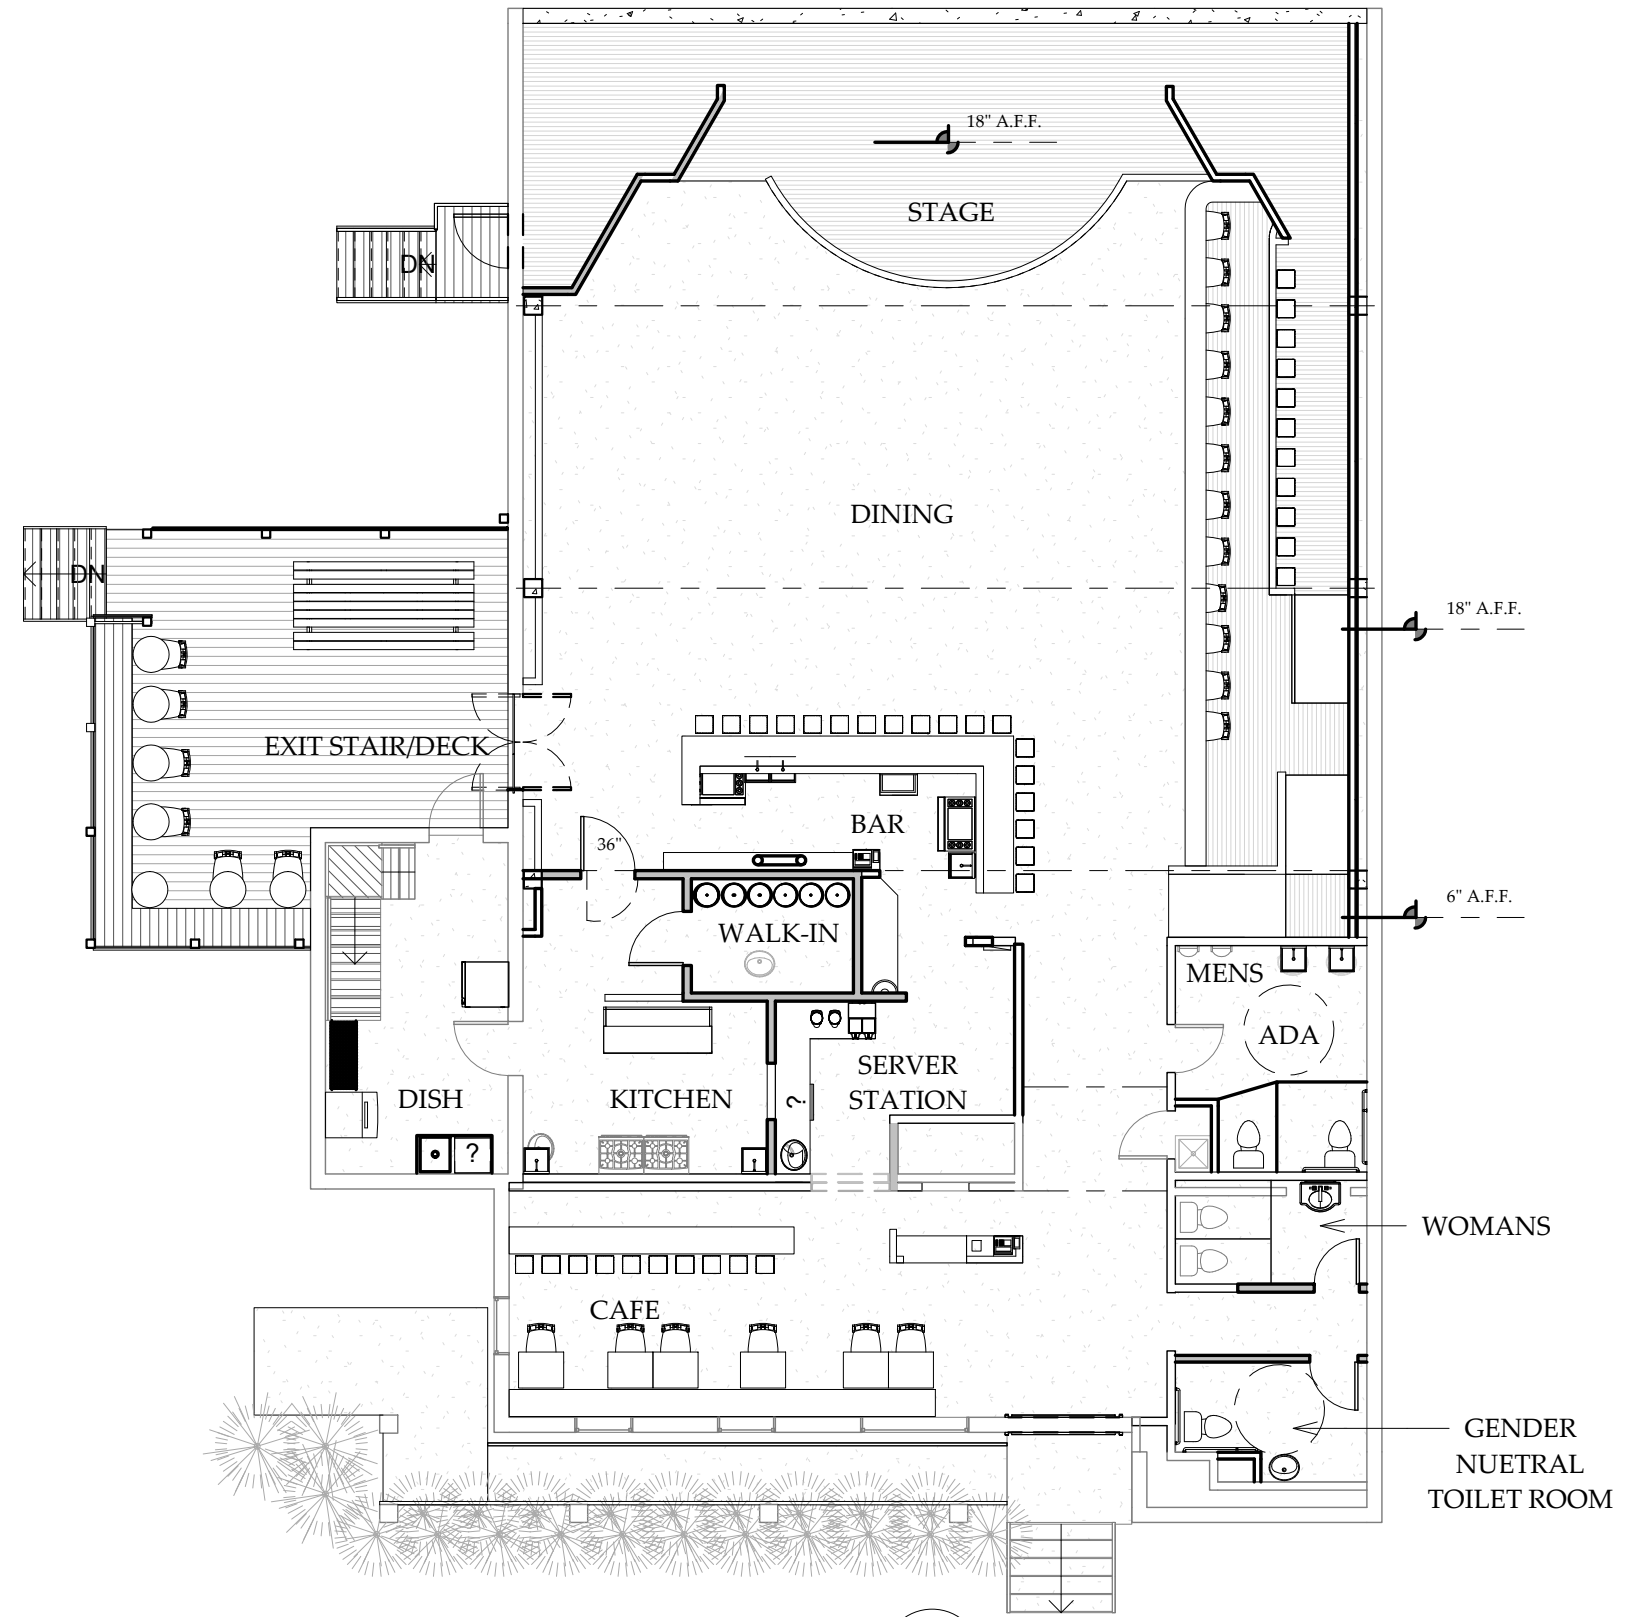 18" A.F.F.
STAGE
DN
DINING
DN
18" A.F.F.
EXIT STAIR/DECK
BAR
36"
6" A.F.F.
WALK-IN
MENS
ADA
SERVER
STATION
DISH
KITCHEN
?
?
WOMANS
CAFE
GENDER
NUETRAL
TOILET ROOM